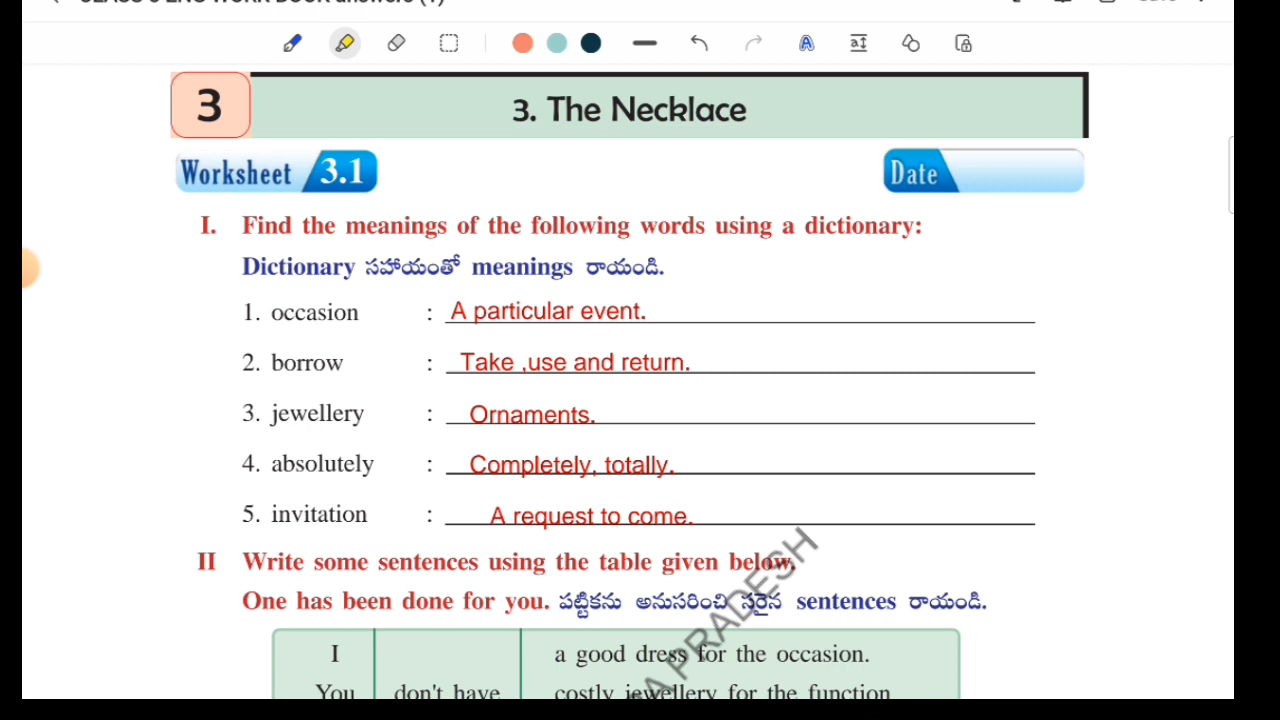 3
3. The Necklace
Worksheet 3.1
Date
I. Find the meanings of the following words using a dictionary:
Dictionary సహాయంతో meanings రాయండి.
1. occasion : A particular event.
2. borrow : Take ,use and return.
3. jewellery : Ornaments.
4. absolutely : Completely, totally.
5. invitation : A request to come.
II Write some sentences using the table given below.
One has been done for you. పట్టికను అనుసరించి సరైన sentences రాయండి.
I a good dress for the occasion.
You don't have costly jewellery for the function
PRADESH